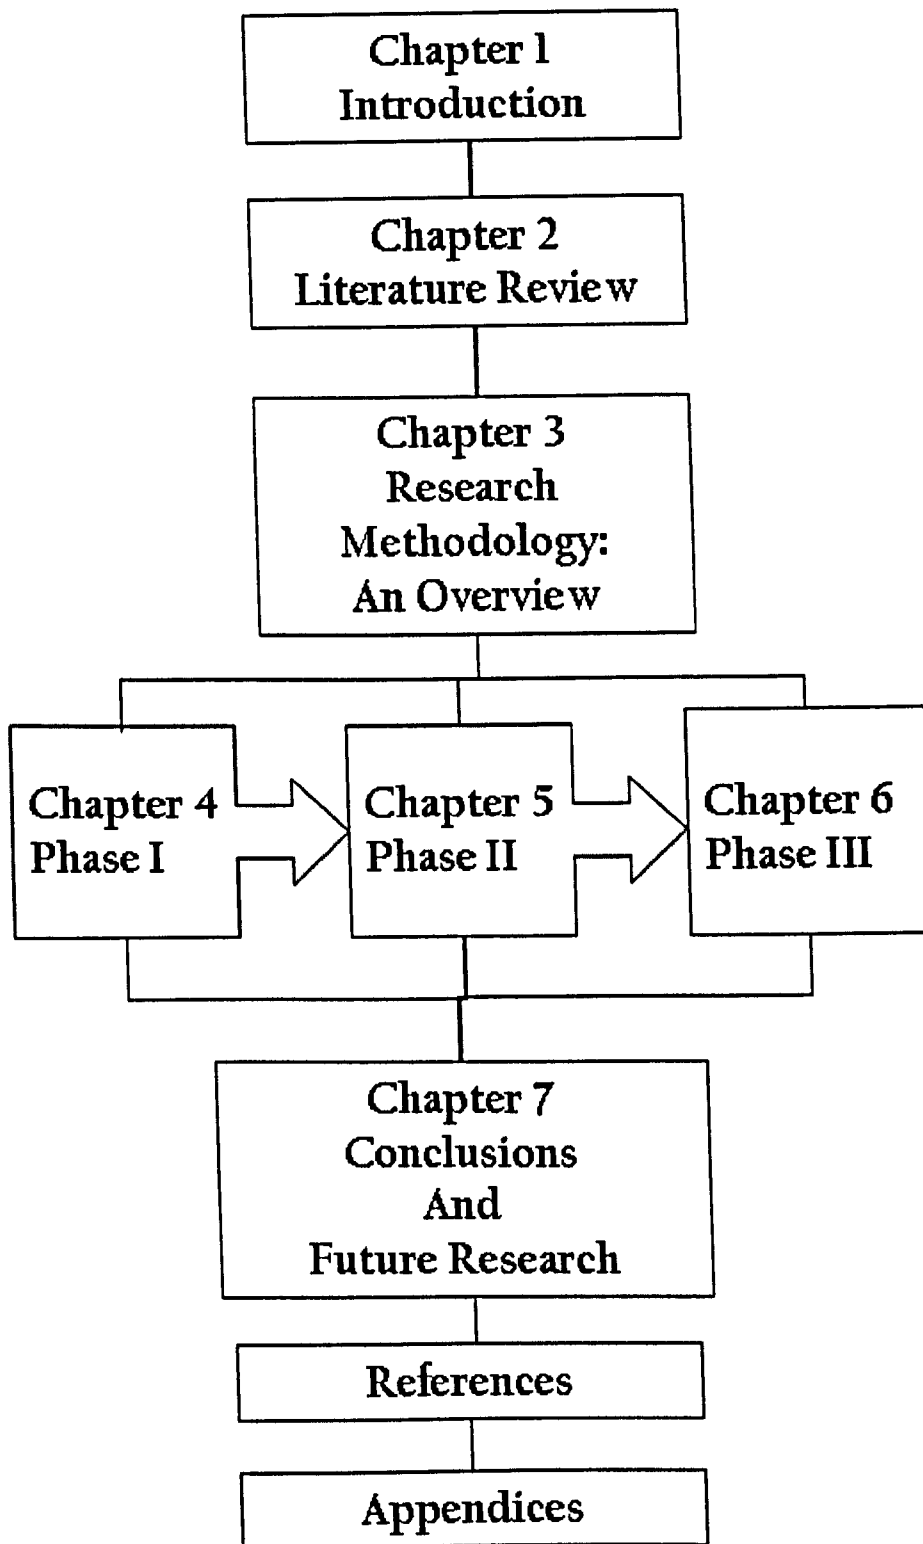 Chapter 1
Introduction
Chapter 2
Literature Review
Chapter 3
Research
Methodology:
An Overview
Chapter 4
Phase I
Chapter 5
Phase II
Chapter 6
Phase III
Chapter 7
Conclusions
And
Future Research
References
Appendices